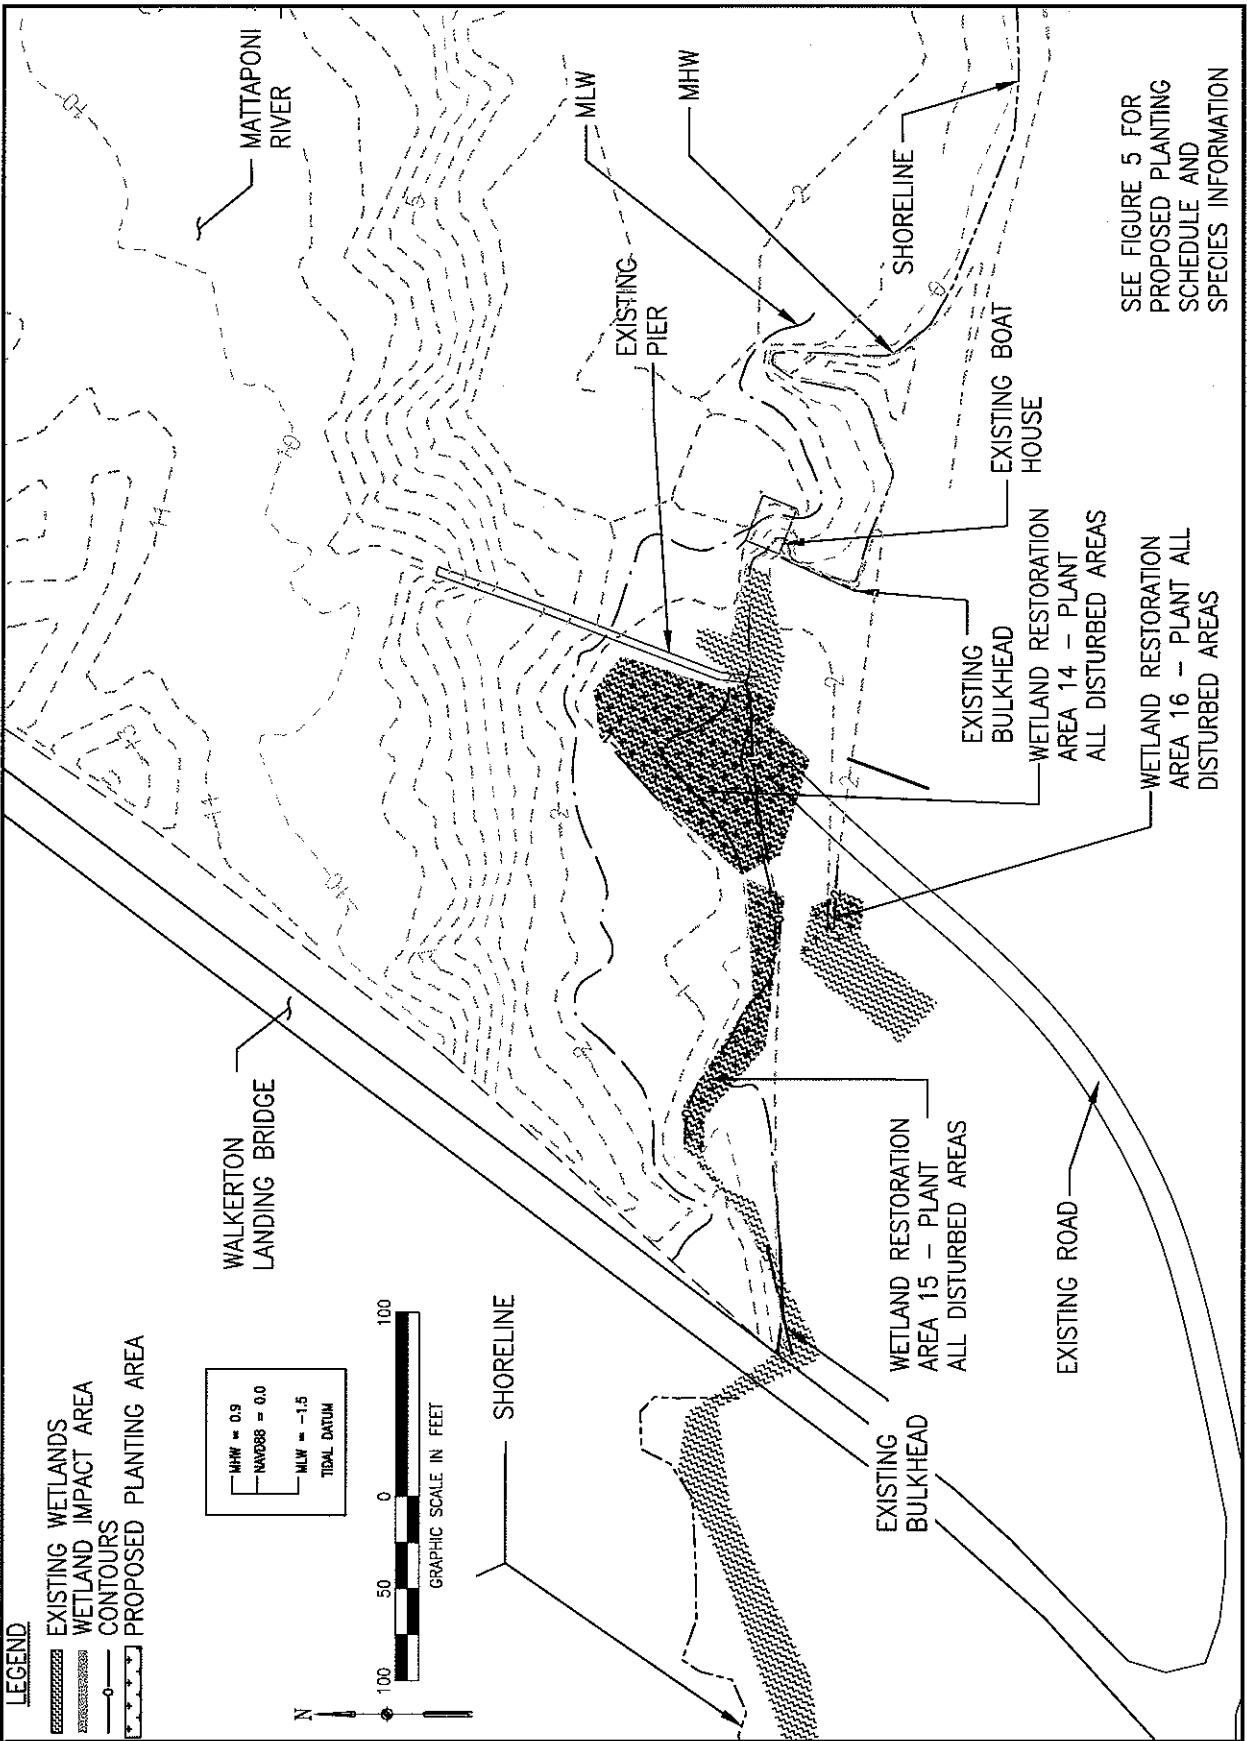 LEGEND
EXISTING WETLANDS
WETLAND IMPACT AREA
CONTOURS
PROPOSED PLANTING AREA
MHW = 0.9
NAVD88 = 0.0
MLW = -1.5
TIDAL DATUM
N
100
50
0
100
GRAPHIC SCALE IN FEET
WALKERTON
LANDING BRIDGE
MATTAPONI
RIVER
MLW
MHW
EXISTING
PIER
SHORELINE
SHORELINE
EXISTING BOAT
HOUSE
EXISTING
BULKHEAD
WETLAND RESTORATION
AREA 14 - PLANT
ALL DISTURBED AREAS
WETLAND RESTORATION
AREA 16 - PLANT ALL
DISTURBED AREAS
WETLAND RESTORATION
AREA 15 - PLANT
ALL DISTURBED AREAS
EXISTING
BULKHEAD
EXISTING ROAD
SEE FIGURE 5 FOR
PROPOSED PLANTING
SCHEDULE AND
SPECIES INFORMATION